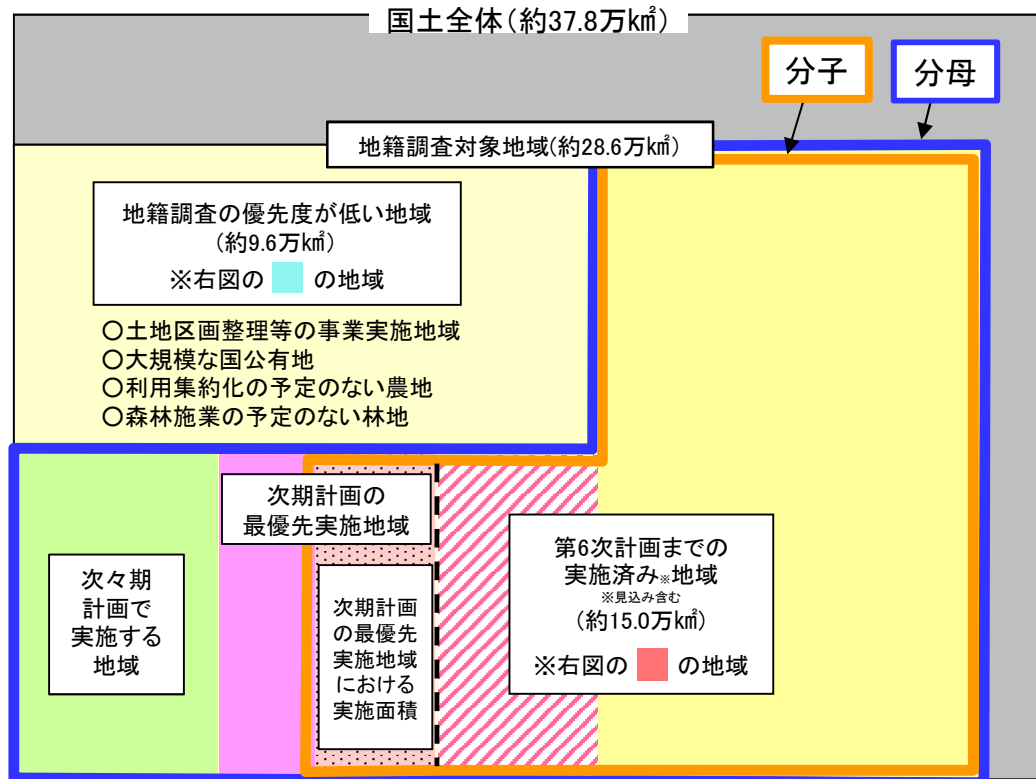 国土全体(約37.8万㎢)
分子
分母
地籍調査対象地域(約28.6万㎢)
地籍調査の優先度が低い地域
(約9.6万㎢)
※右図の の地域
○土地区画整理等の事業実施地域
○大規模な国公有地
○利用集約化の予定のない農地
○森林施業の予定のない林地
次期計画の
最優先実施地域
次々期
計画で
実施する
地域
次期計画
の最優先
実施地域
における
実施面積
第6次計画までの
実施済み※地域
※見込み含む
(約15.0万㎢)
※右図の の地域